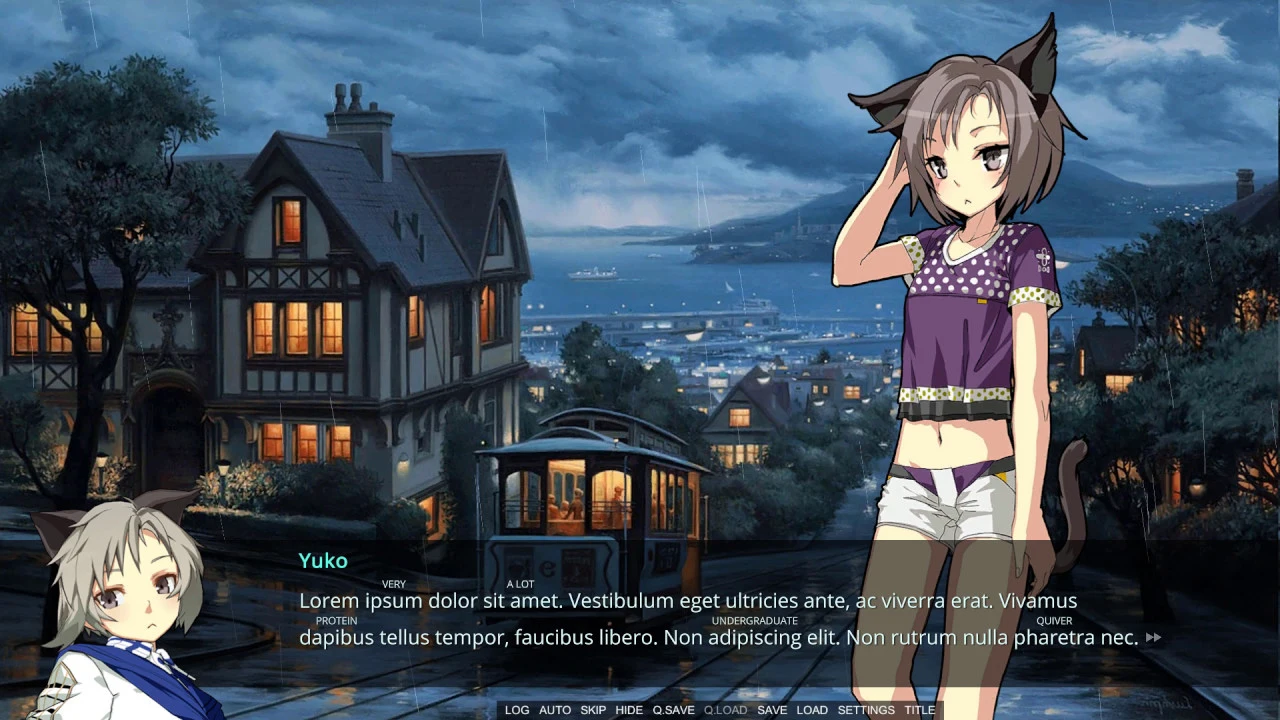 Yuko
VERY A LOT
Lorem ipsum dolor sit amet. Vestibulum eget ultricies ante, ac viverra erat. Vivamus
PROTEIN UNDERGRADUATE QUIVER
dapibus tellus tempor, faucibus libero. Non adipiscing elit. Non rutrum nulla pharetra nec.
LOG AUTO SKIP HIDE Q.SAVE Q.LOAD SAVE LOAD SETTINGS TITLE